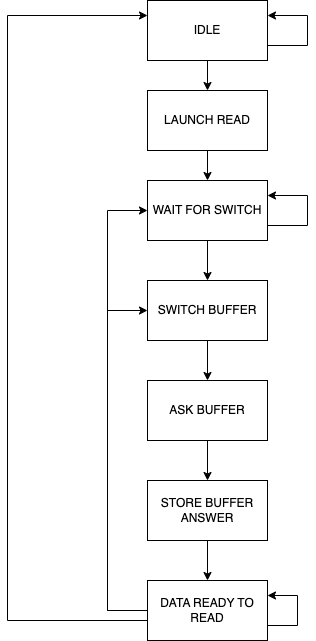 IDLE
LAUNCH READ
WAIT FOR SWITCH
SWITCH BUFFER
ASK BUFFER
STORE BUFFER
ANSWER
DATA READY TO
READ